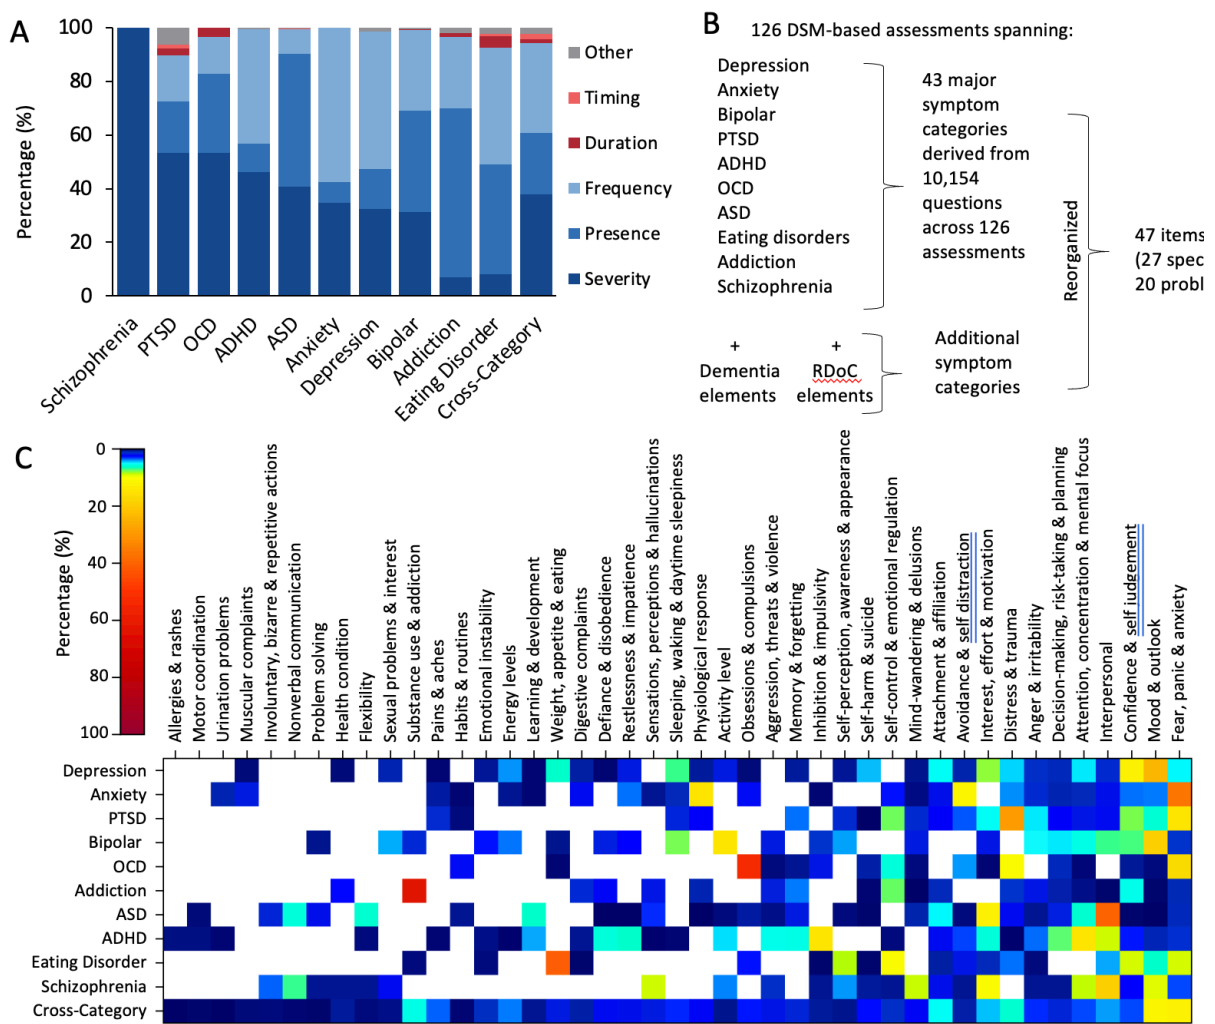 A
Percentage (%)
100
80
60
40
20
0
Other
Timing
Duration
Frequency
Presence
Severity
Schizophrenia
PTSD
OCD
ADHD
ASD
Anxiety
Depression
Bipolar
Addiction
Eating Disorder
Cross-Category
B
126 DSM-based assessments spanning:
Depression
Anxiety
Bipolar
PTSD
ADHD
OCD
ASD
Eating disorders
Addiction
Schizophrenia
43 major
symptom
categories
derived from
10,154
questions
across 126
assessments
+
Dementia
elements
+
RDoC
elements
Additional
symptom
categories
Reorganized
47 items
(27 spec
20 probl
C
Percentage (%)
0
20
40
60
80
100
Allergies & rashes
Motor coordination
Urination problems
Muscular complaints
Involuntary, bizarre & repetitive actions
Nonverbal communication
Problem solving
Health condition
Flexibility
Sexual problems & interest
Substance use & addiction
Pains & aches
Habits & routines
Emotional instability
Energy levels
Learning & development
Weight, appetite & eating
Digestive complaints
Defiance & disobedience
Restlessness & impatience
Sensations, perceptions & hallucinations
Sleeping, waking & daytime sleepiness
Physiological response
Activity level
Obsessions & compulsions
Aggression, threats & violence
Memory & forgetting
Inhibition & impulsivity
Self-perception, awareness & appearance
Self-harm & suicide
Self-control & emotional regulation
Mind-wandering & delusions
Attachment & affiliation
Avoidance & self distraction
Interest, effort & motivation
Distress & trauma
Anger & irritability
Decision-making, risk-taking & planning
Attention, concentration & mental focus
Interpersonal
Confidence & self judgement
Mood & outlook
Fear, panic & anxiety
Depression
Anxiety
PTSD
Bipolar
OCD
Addiction
ASD
ADHD
Eating Disorder
Schizophrenia
Cross-Category